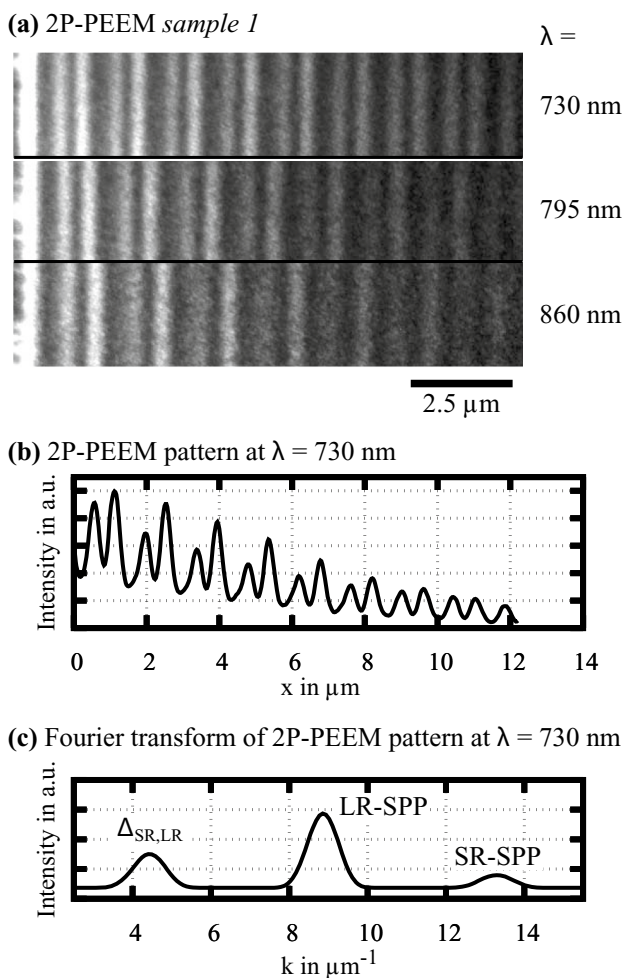 (a) 2P-PEEM sample 1
λ =
730 nm
795 nm
860 nm
2.5 µm
(b) 2P-PEEM pattern at λ = 730 nm
Intensity in a.u.
0 2 4 6 8 10 12 14
x in µm
(c) Fourier transform of 2P-PEEM pattern at λ = 730 nm
Intensity in a.u.
ΔSR,LR
LR-SPP
SR-SPP
4 6 8 10 12 14
k in µm⁻¹